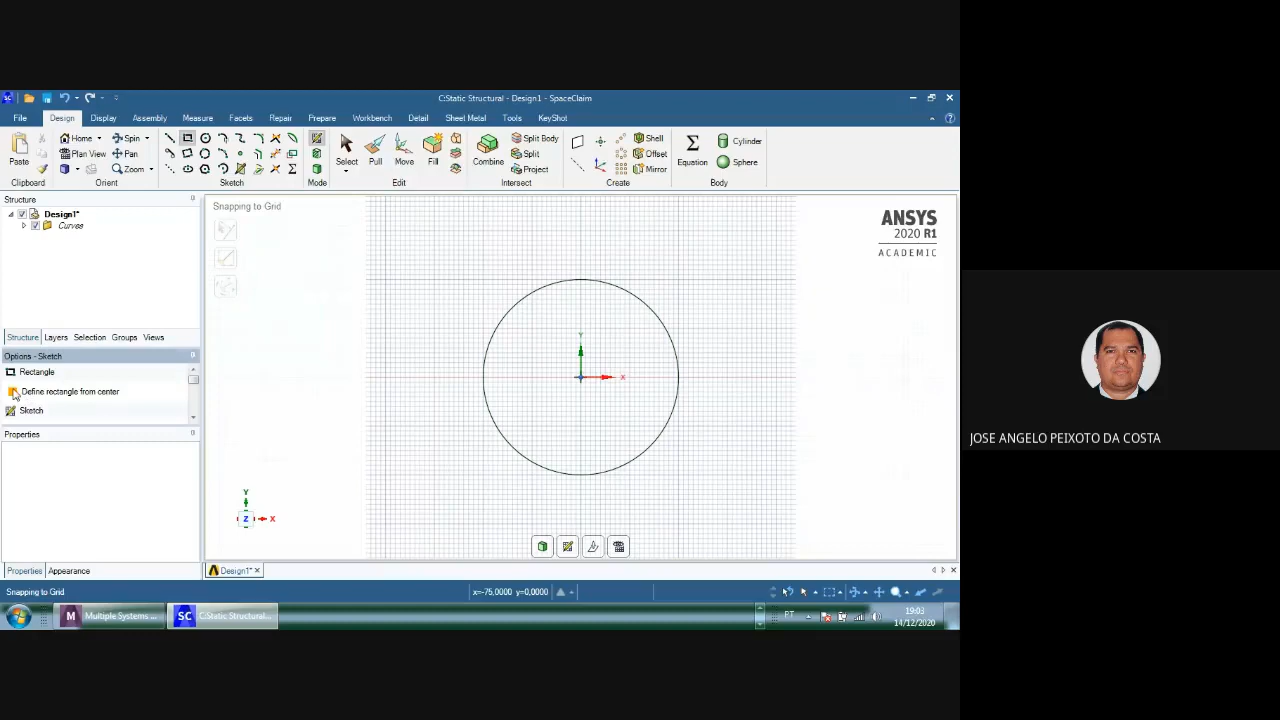 C:Static Structural - Design1 - SpaceClaim
File Design Display Assembly Measure Facets Repair Prepare Workbench Detail Sheet Metal Tools KeyShot
Home Spin Split Body Shell Cylinder
Plan View Pan Split Offset
Paste Select Pull Move Fill Combine Equation
Zoom Project Mirror Sphere
Clipboard Orient Sketch Mode Edit Intersect Create Body
Structure
Design1*
Curves
Structure Layers Selection Groups Views
Options - Sketch
Rectangle
Define rectangle from center
Sketch
Properties
Properties Appearance
Snapping to Grid
ANSYS
2020 R1
ACADEMIC
Y
X
Y
Z X
Design1*
Snapping to Grid x=-75,0000 y=0,0000
M Multiple Systems ... SC C:Static Structural... PT 19:03
14/12/2020
JOSE ANGELO PEIXOTO DA COSTA